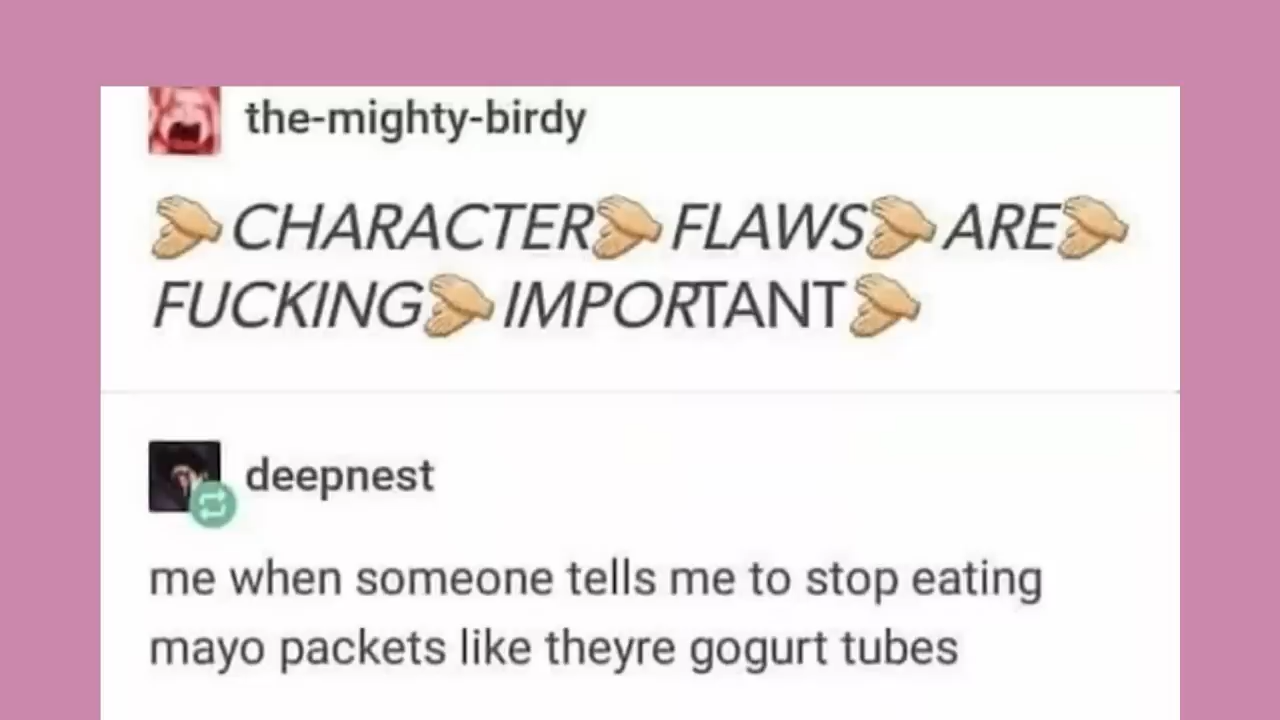 the-mighty-birdy
👏CHARACTER👏FLAWS👏ARE👏
FUCKING👏IMPORTANT👏
deepnest
me when someone tells me to stop eating
mayo packets like theyre gogurt tubes